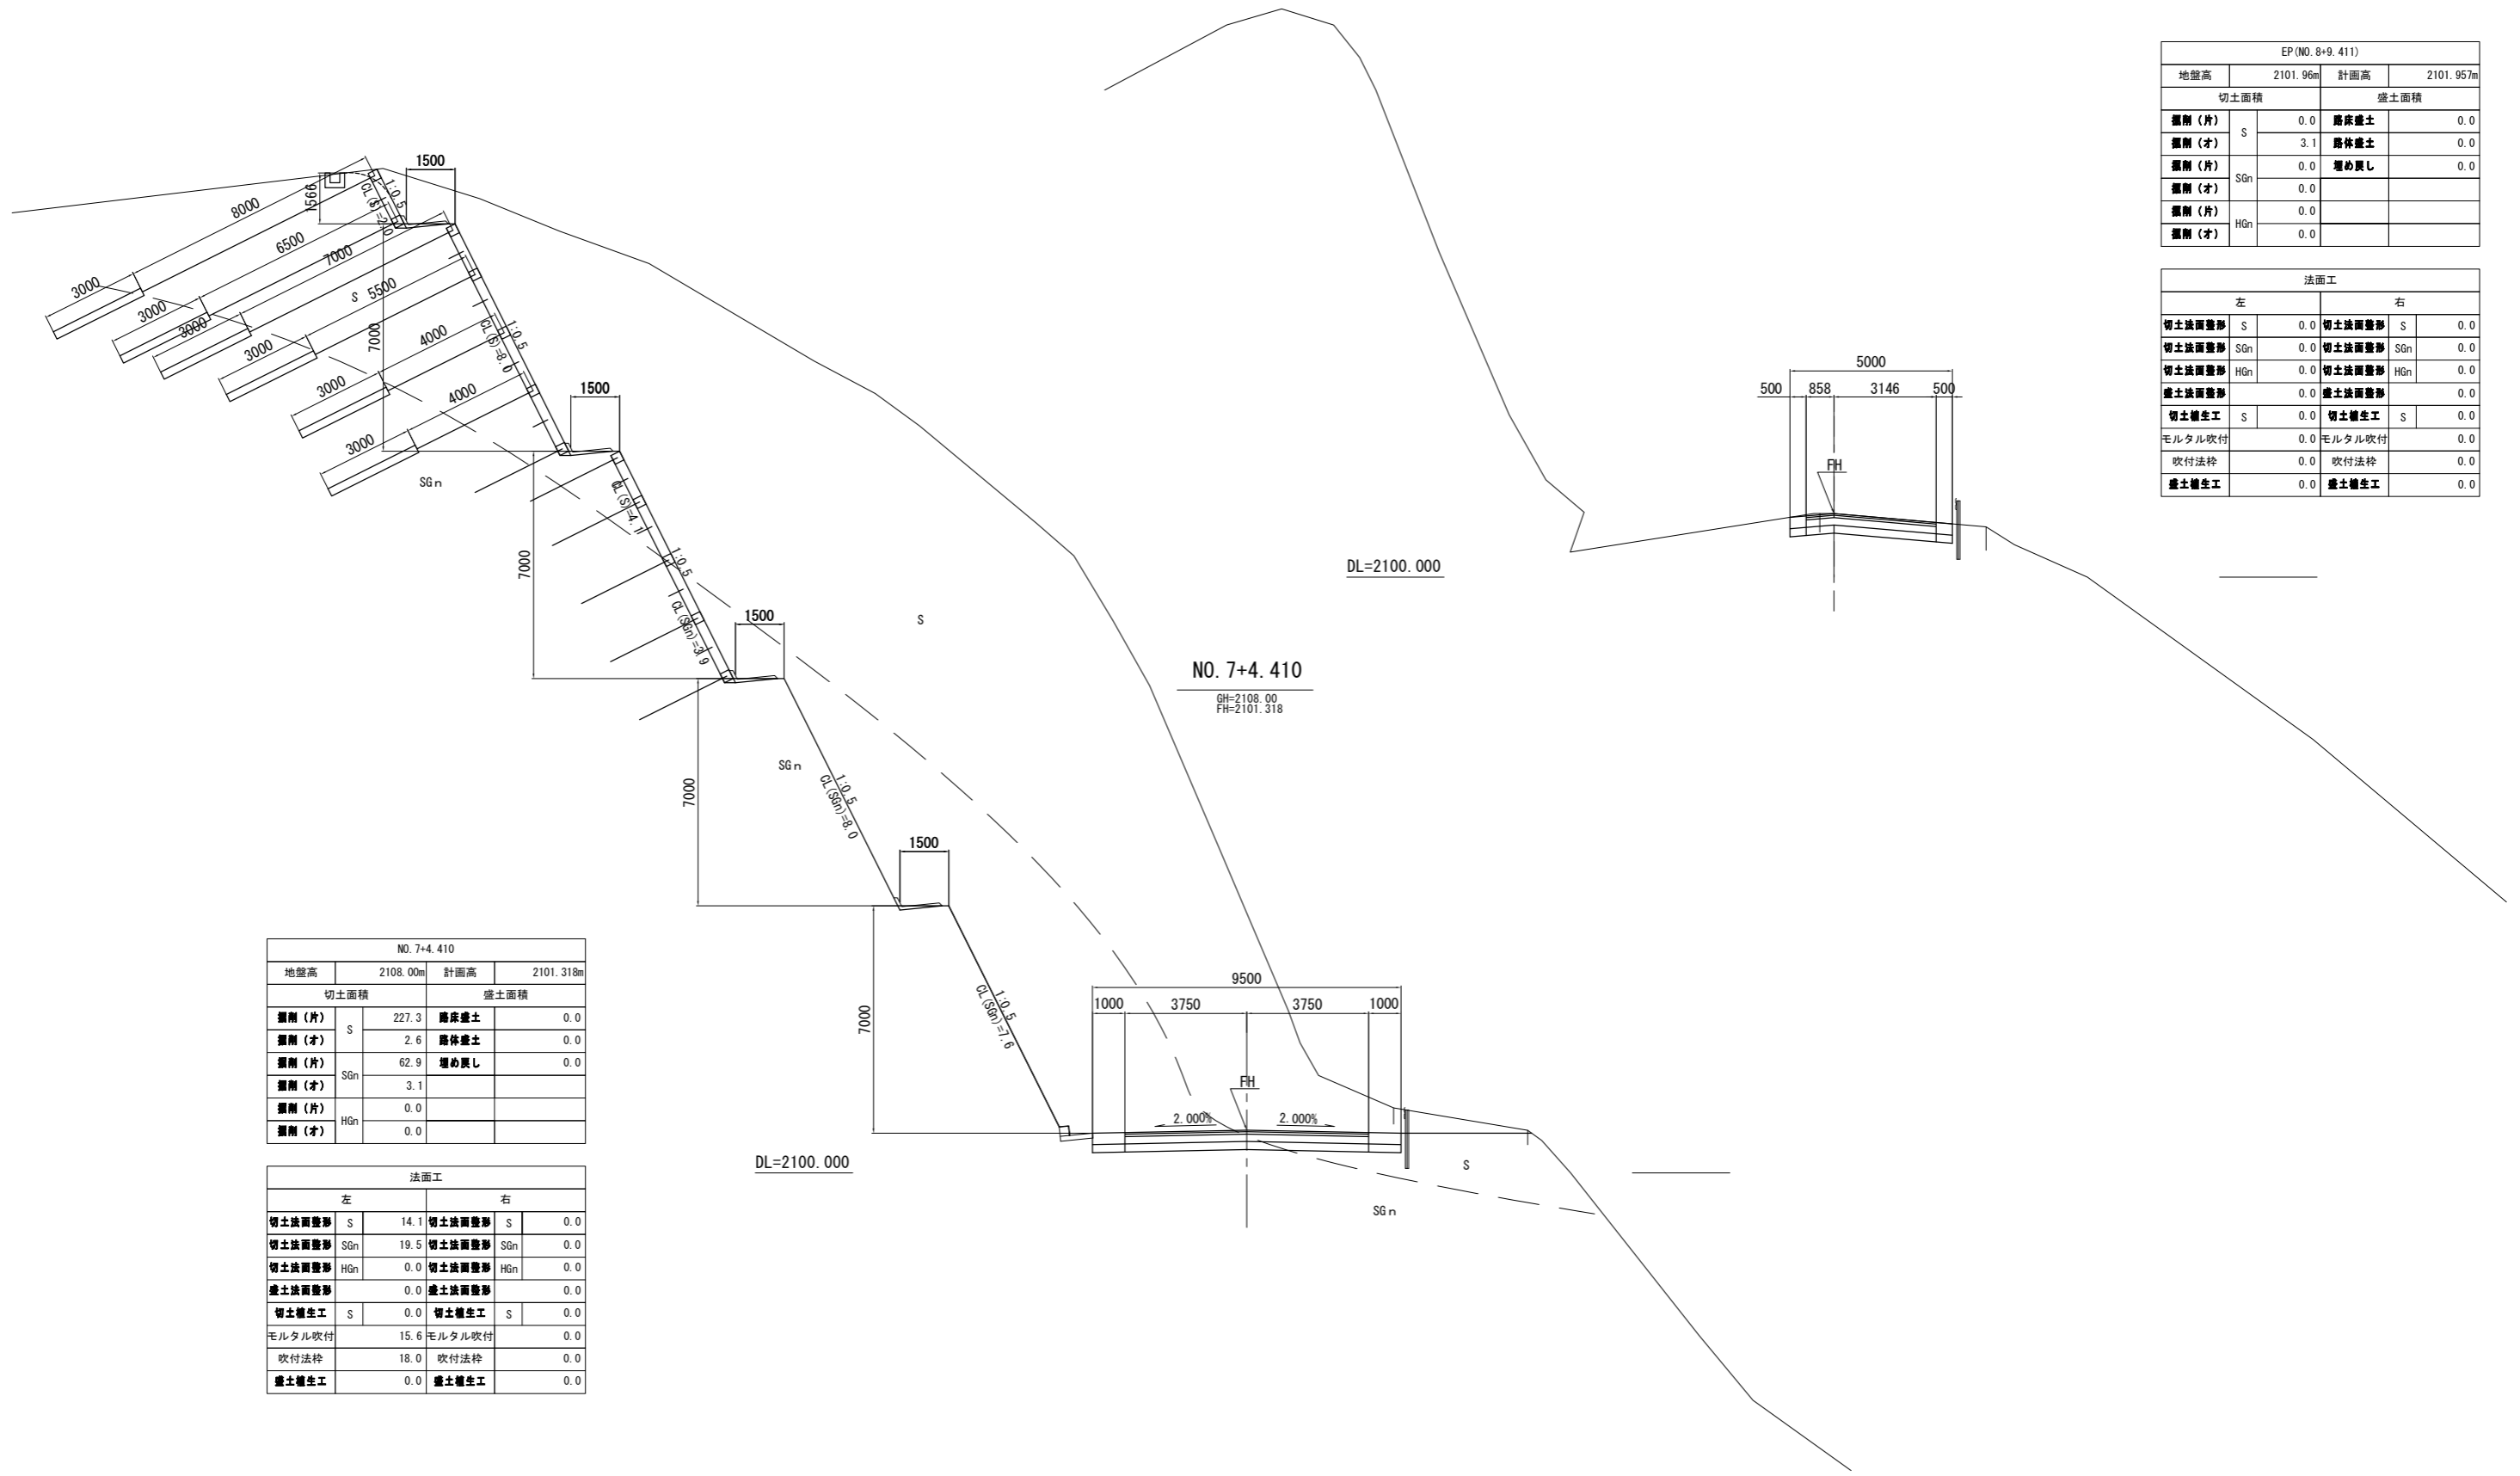 EP(NO.8+9.411)
地盤高 2101.96m 計画高 2101.957m
切土面積 盛土面積
掘削（片） S 0.0 路床盛土 0.0
掘削（オ） 3.1 路体盛土 0.0
掘削（片） SGn 0.0 埋め戻し 0.0
掘削（オ） 0.0
掘削（片） HGn 0.0
掘削（オ） 0.0
法面工
左 右
切土法面整形 S 0.0 切土法面整形 S 0.0
切土法面整形 SGn 0.0 切土法面整形 SGn 0.0
切土法面整形 HGn 0.0 切土法面整形 HGn 0.0
盛土法面整形 0.0 盛土法面整形 0.0
切土植生工 S 0.0 切土植生工 S 0.0
モルタル吹付 0.0 モルタル吹付 0.0
吹付法枠 0.0 吹付法枠 0.0
盛土植生工 0.0 盛土植生工 0.0
5000
500 858 3146 500
FH
DL=2100.000
1500
1566
1:0.5
CL(S)=2.0
8000
6500
7000
S 5500
4000
4000
3000
3000
3000
3000
3000
3000
7000
1:0.5
CL(S)=8.0
1500
SGn
CL(S)=4.1
1:0.5
7000
CL(SGn)=3.9
1500
S
NO.7+4.410
GH=2108.00
FH=2101.318
SGn
7000
1:0.5
CL(SGn)=8.0
1500
7000
1:0.5
CL(SGn)=7.6
9500
1000 3750 3750 1000
FH
2.000% 2.000%
DL=2100.000
S
SGn
NO.7+4.410
地盤高 2108.00m 計画高 2101.318m
切土面積 盛土面積
掘削（片） S 227.3 路床盛土 0.0
掘削（オ） 2.6 路体盛土 0.0
掘削（片） SGn 62.9 埋め戻し 0.0
掘削（オ） 3.1
掘削（片） HGn 0.0
掘削（オ） 0.0
法面工
左 右
切土法面整形 S 14.1 切土法面整形 S 0.0
切土法面整形 SGn 19.5 切土法面整形 SGn 0.0
切土法面整形 HGn 0.0 切土法面整形 HGn 0.0
盛土法面整形 0.0 盛土法面整形 0.0
切土植生工 S 0.0 切土植生工 S 0.0
モルタル吹付 15.6 モルタル吹付 0.0
吹付法枠 18.0 吹付法枠 0.0
盛土植生工 0.0 盛土植生工 0.0